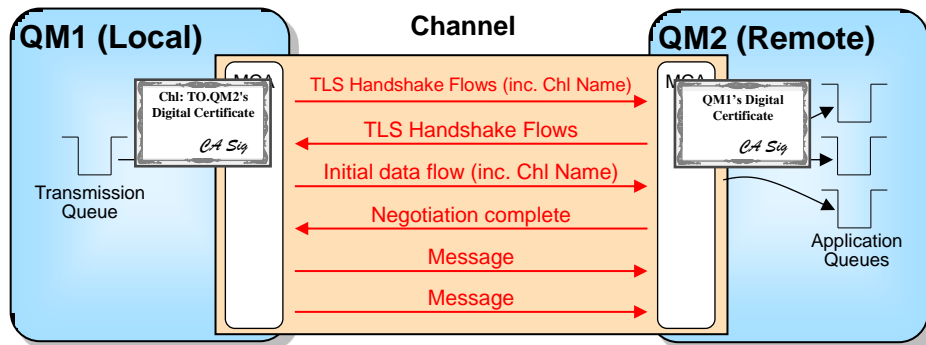 QM1 (Local)
Channel
QM2 (Remote)
MCA
MCA
Chl: TO.QM2's
Digital Certificate
CA Sig
QM1's Digital
Certificate
CA Sig
TLS Handshake Flows (inc. Chl Name)
TLS Handshake Flows
Initial data flow (inc. Chl Name)
Negotiation complete
Message
Message
Transmission
Queue
Application
Queues